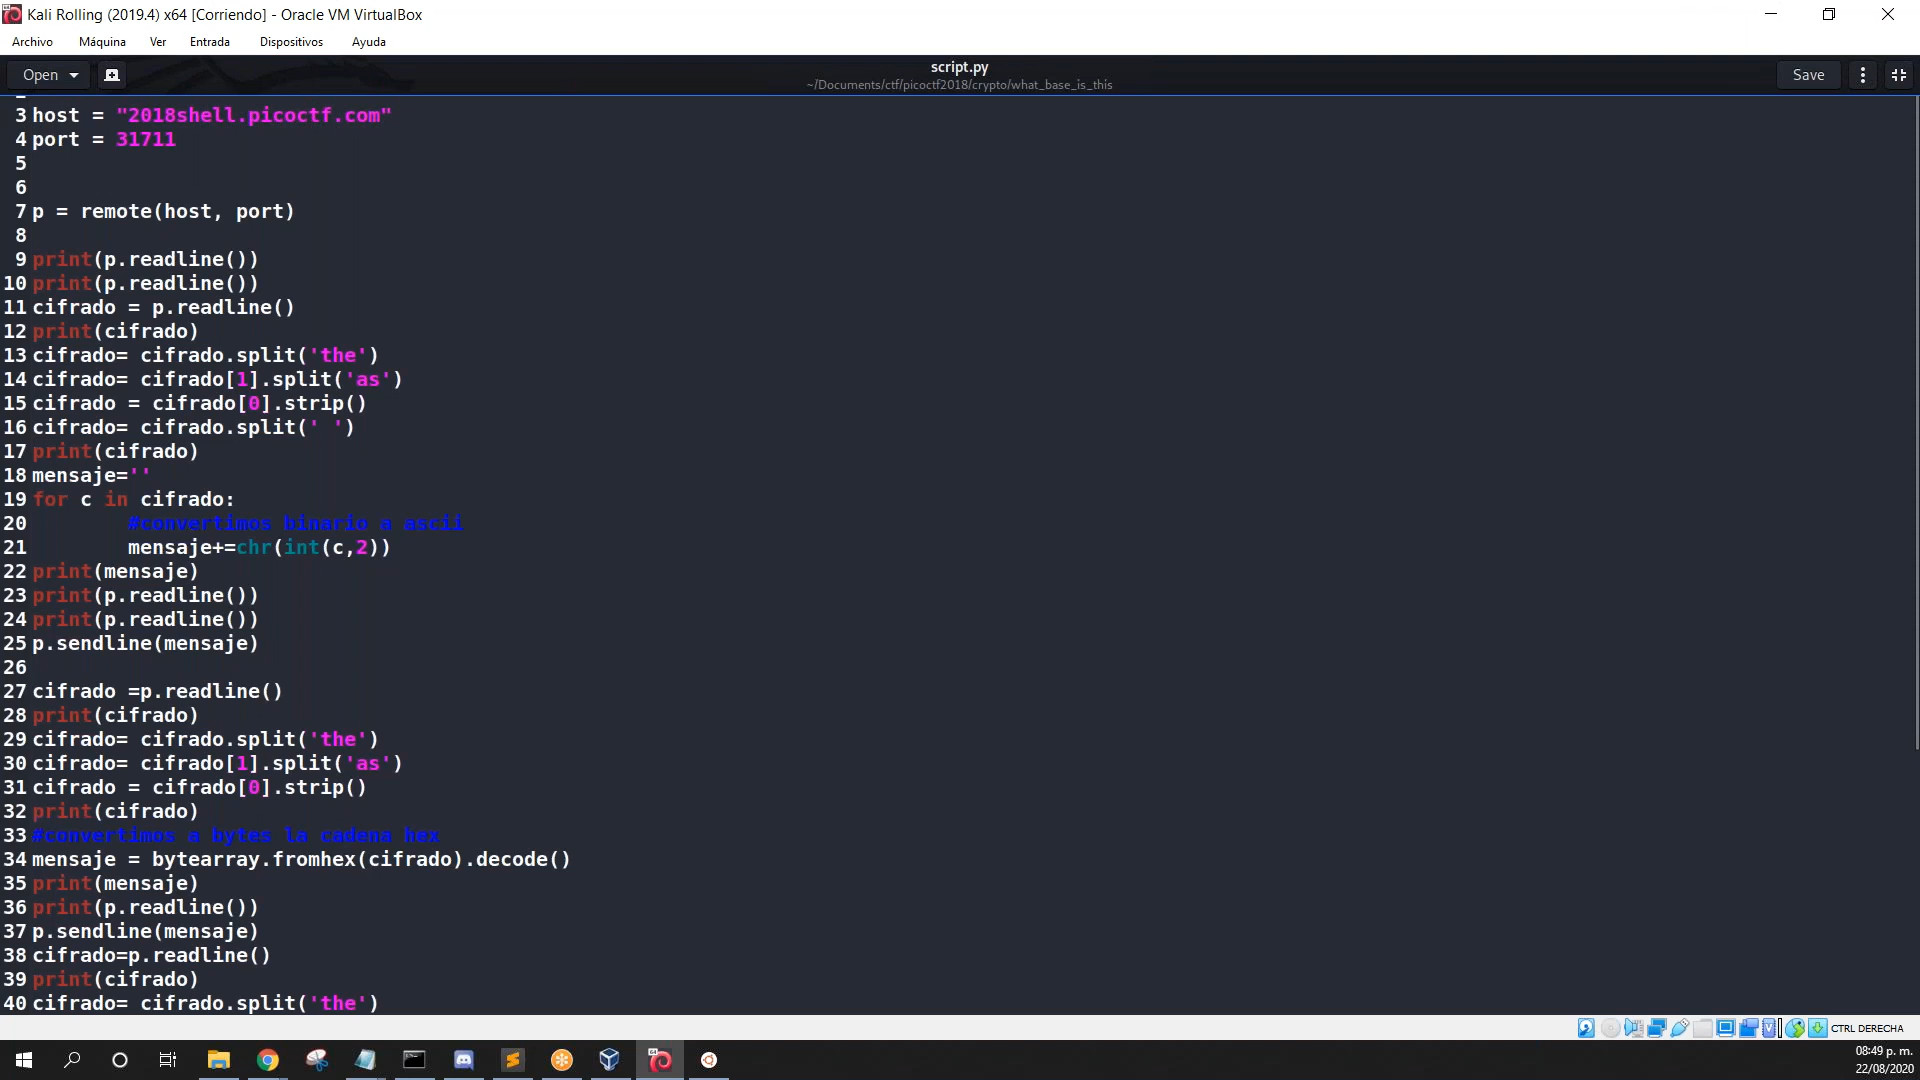 Kali Rolling (2019.4) x64 [Corriendo] - Oracle VM VirtualBox
Archivo Máquina Ver Entrada Dispositivos Ayuda
Open script.py Save
~/Documents/ctf/picoctf2018/crypto/what_base_is_this
3 host = "2018shell.picoctf.com"
4 port = 31711
5
6
7 p = remote(host, port)
8
9 print(p.readline())
10 print(p.readline())
11 cifrado = p.readline()
12 print(cifrado)
13 cifrado= cifrado.split('the')
14 cifrado= cifrado[1].split('as')
15 cifrado = cifrado[0].strip()
16 cifrado= cifrado.split(' ')
17 print(cifrado)
18 mensaje=''
19 for c in cifrado:
20 #convertimos binario a ascii
21 mensaje+=chr(int(c,2))
22 print(mensaje)
23 print(p.readline())
24 print(p.readline())
25 p.sendline(mensaje)
26
27 cifrado =p.readline()
28 print(cifrado)
29 cifrado= cifrado.split('the')
30 cifrado= cifrado[1].split('as')
31 cifrado = cifrado[0].strip()
32 print(cifrado)
33 #convertimos a bytes la cadena hex
34 mensaje = bytearray.fromhex(cifrado).decode()
35 print(mensaje)
36 print(p.readline())
37 p.sendline(mensaje)
38 cifrado=p.readline()
39 print(cifrado)
40 cifrado= cifrado.split('the')
CTRL DERECHA
08:49 p. m.
22/08/2020